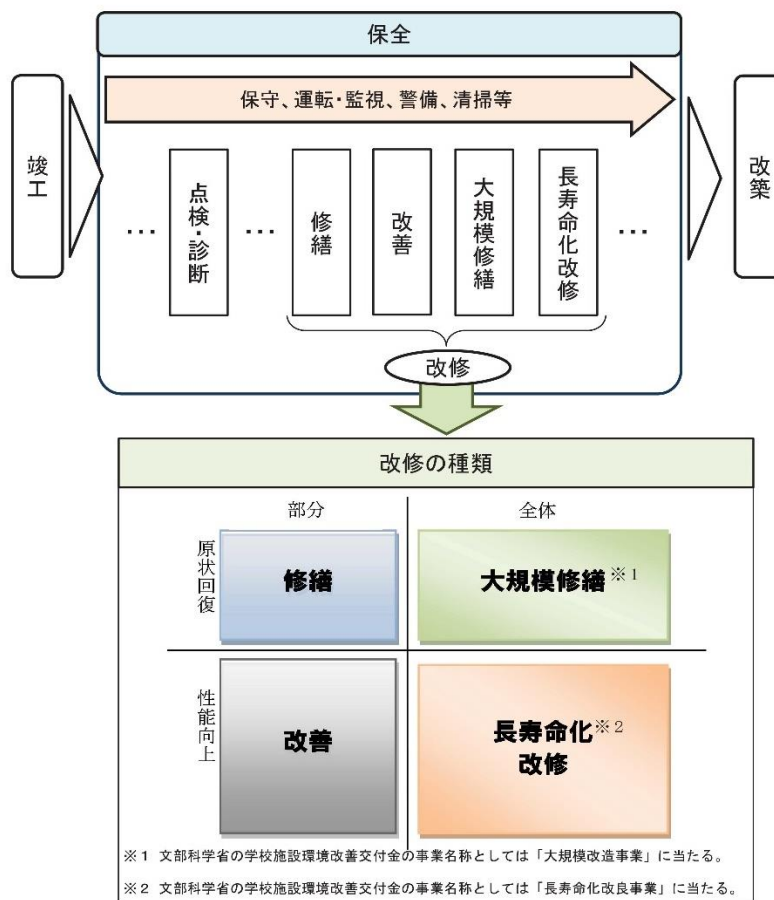 保全
保守、運転・監視、警備、清掃等
竣工
…
点検・診断
…
修繕
改善
大規模修繕
長寿命化改修
…
改築
改修
改修の種類
部分
全体
原状回復
修繕
大規模修繕※1
性能向上
改善
長寿命化※2
改修
※1 文部科学省の学校施設環境改善交付金の事業名称としては「大規模改造事業」に当たる。
※2 文部科学省の学校施設環境改善交付金の事業名称としては「長寿命化改良事業」に当たる。